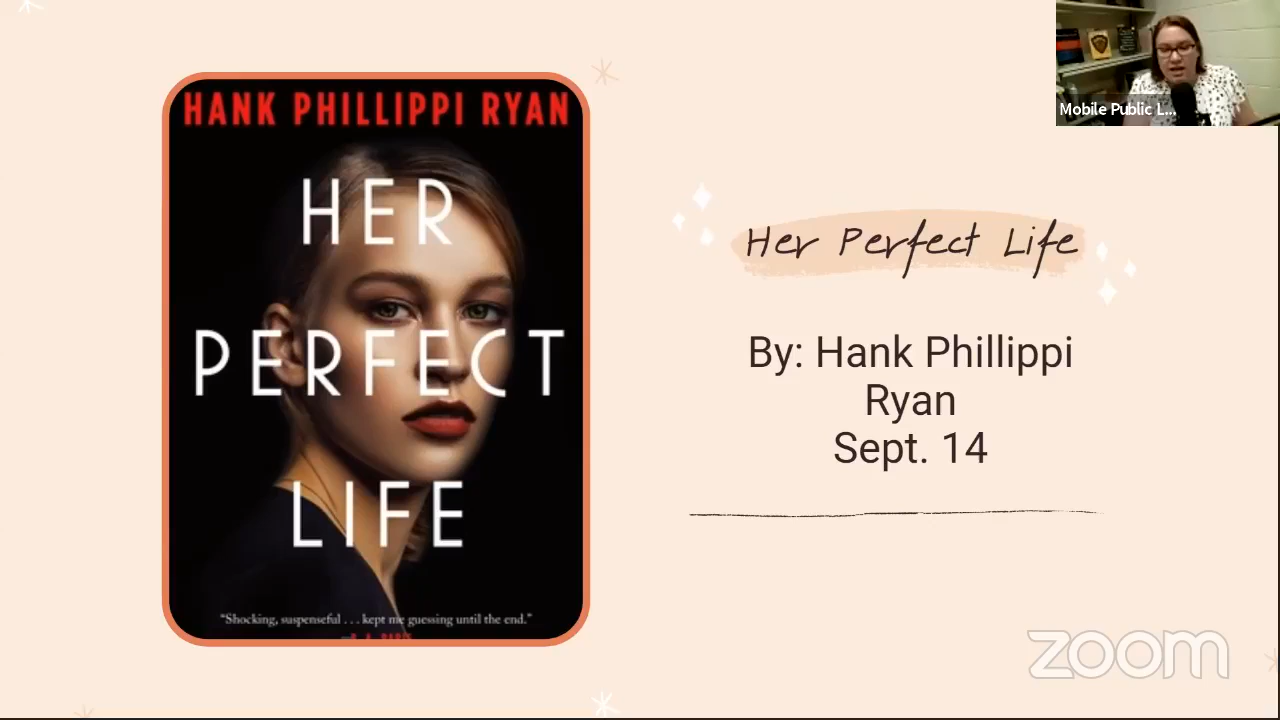 HANK PHILLIPPI RYAN
HER
PERFECT
LIFE
"Shocking, suspenseful . . . kept me guessing until the end."
Mobile Public L...
Her Perfect Life
By: Hank Phillippi
Ryan
Sept. 14
zoom